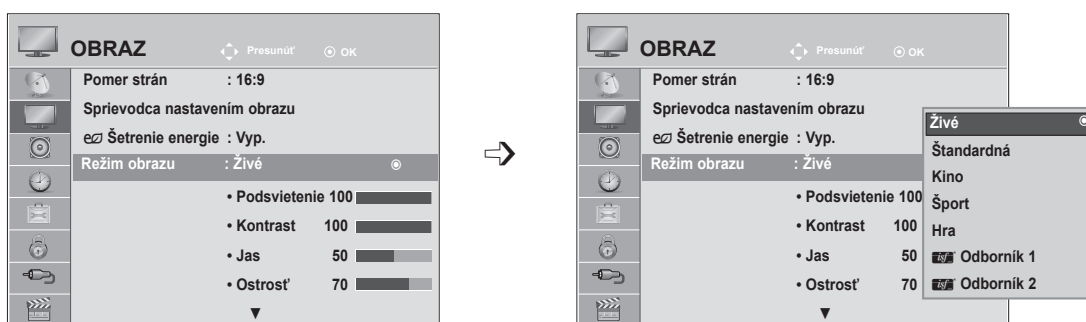 OBRAZ Presunúť OK
Pomer strán : 16:9
Sprievodca nastavením obrazu
Šetrenie energie : Vyp.
Režim obrazu : Živé
• Podsvietenie 100
• Kontrast 100
• Jas 50
• Ostrosť 70
OBRAZ Presunúť OK
Pomer strán : 16:9
Sprievodca nastavením obrazu
Šetrenie energie : Vyp.
Režim obrazu : Živé
• Podsvietenie 100
• Kontrast 100
• Jas 50
• Ostrosť 70
Živé
Štandardná
Kino
Šport
Hra
isf Odborník 1
isf Odborník 2